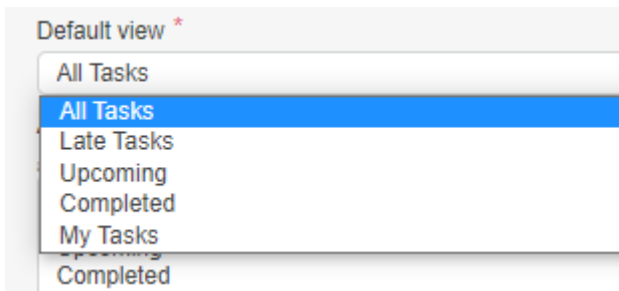 Default view *
All Tasks
All Tasks
Late Tasks
Upcoming
Completed
My Tasks
Completed